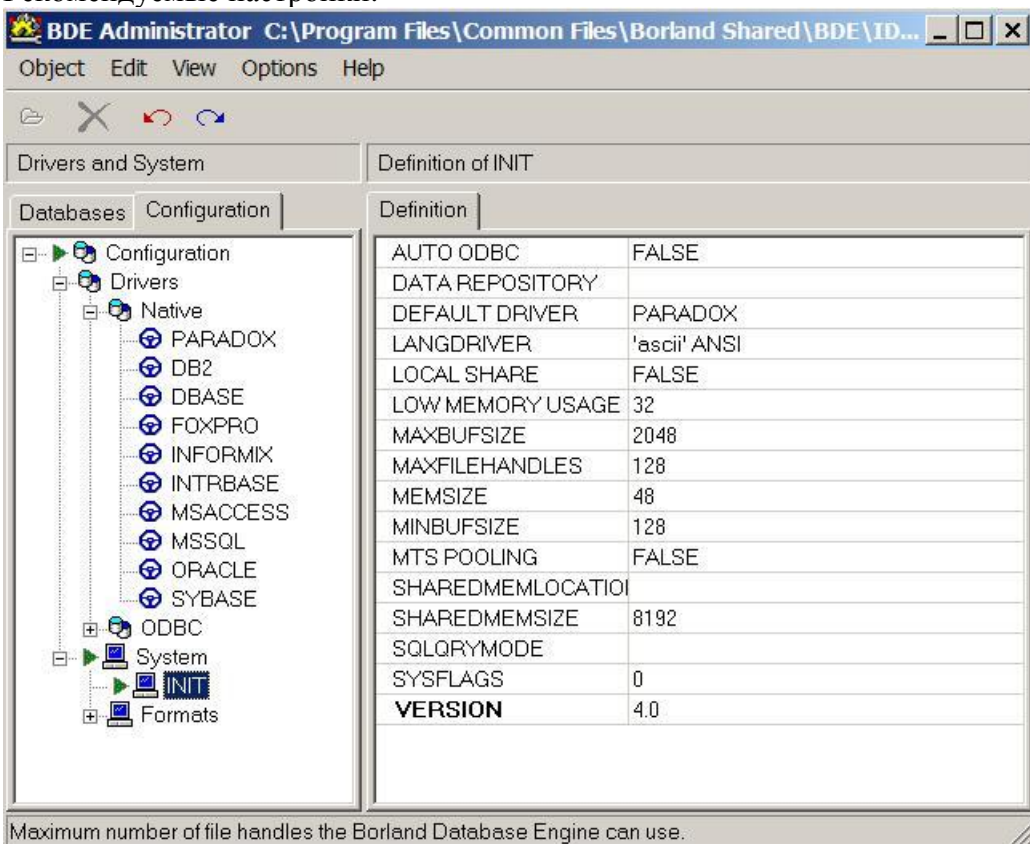 Рекомендуемые настройки:
BDE Administrator C:\Program Files\Common Files\Borland Shared\BDE\ID...
Object Edit View Options Help
Drivers and System
Definition of INIT
Databases Configuration
Definition
Configuration
Drivers
Native
PARADOX
DB2
DBASE
FOXPRO
INFORMIX
INTRBASE
MSACCESS
MSSQL
ORACLE
SYBASE
ODBC
System
INIT
Formats
AUTO ODBC FALSE
DATA REPOSITORY
DEFAULT DRIVER PARADOX
LANGDRIVER 'ascii' ANSI
LOCAL SHARE FALSE
LOW MEMORY USAGE 32
MAXBUFSIZE 2048
MAXFILEHANDLES 128
MEMSIZE 48
MINBUFSIZE 128
MTS POOLING FALSE
SHAREDMEMLOCATIO
SHAREDMEMSIZE 8192
SQLQRYMODE
SYSFLAGS 0
VERSION 4.0
Maximum number of file handles the Borland Database Engine can use.